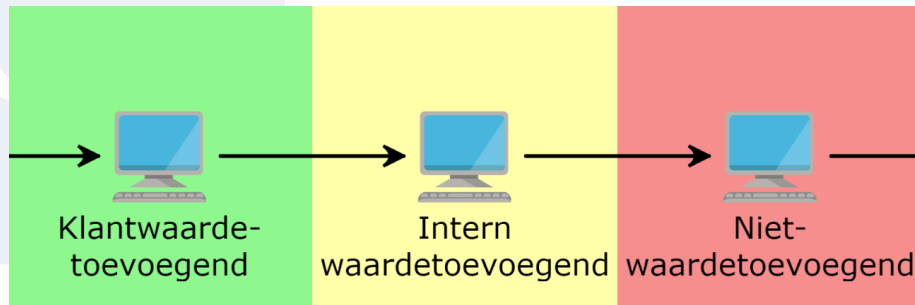 Klantwaarde-
toevoegend
Intern
waardetoevoegend
Niet-
waardetoevoegend